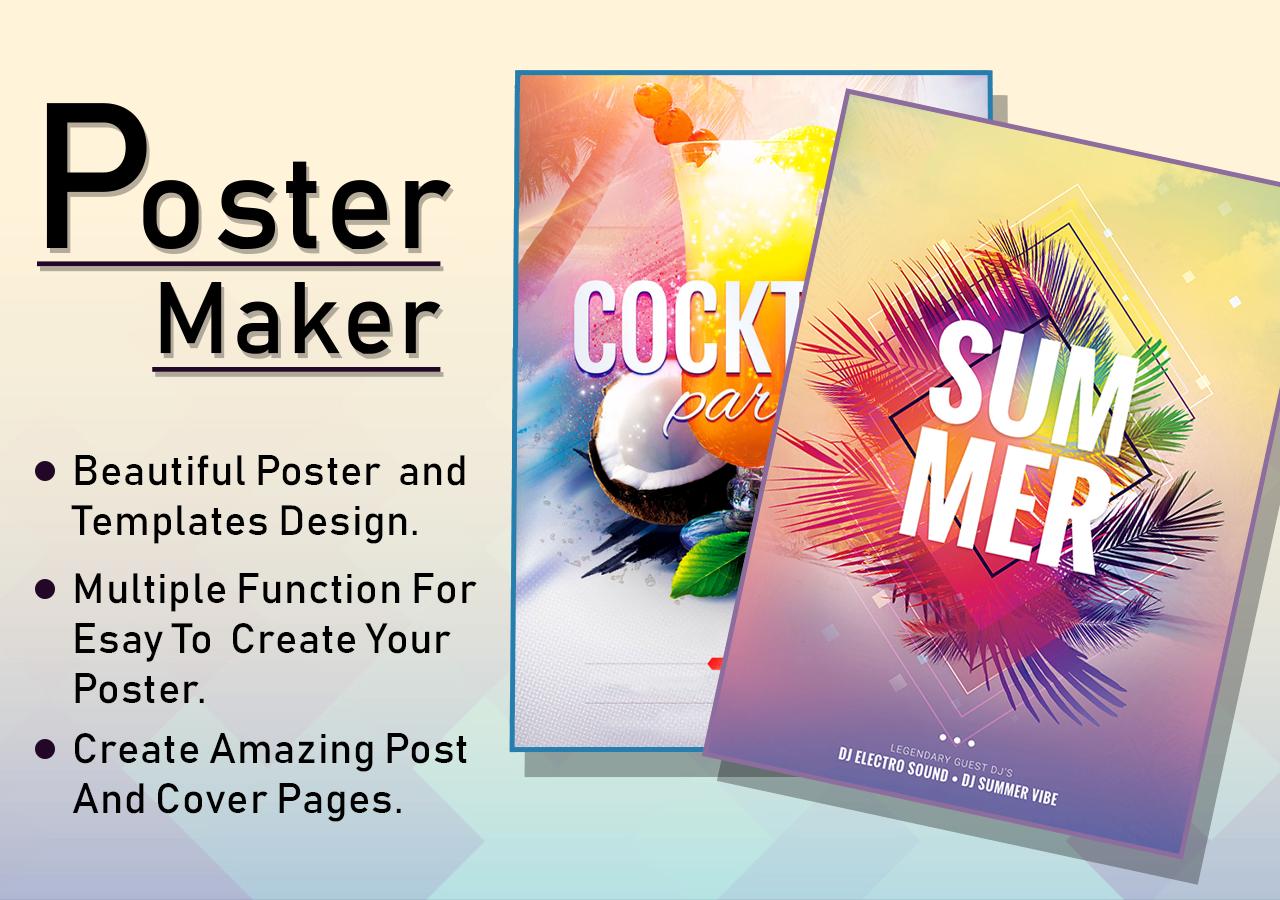 Poster
Maker
Beautiful Poster and
Templates Design.
Multiple Function For
Esay To Create Your
Poster.
Create Amazing Post
And Cover Pages.
COCKT
par
SUM
MER
LEGENDARY GUEST DJ'S
DJ ELECTRO SOUND • DJ SUMMER VIBE